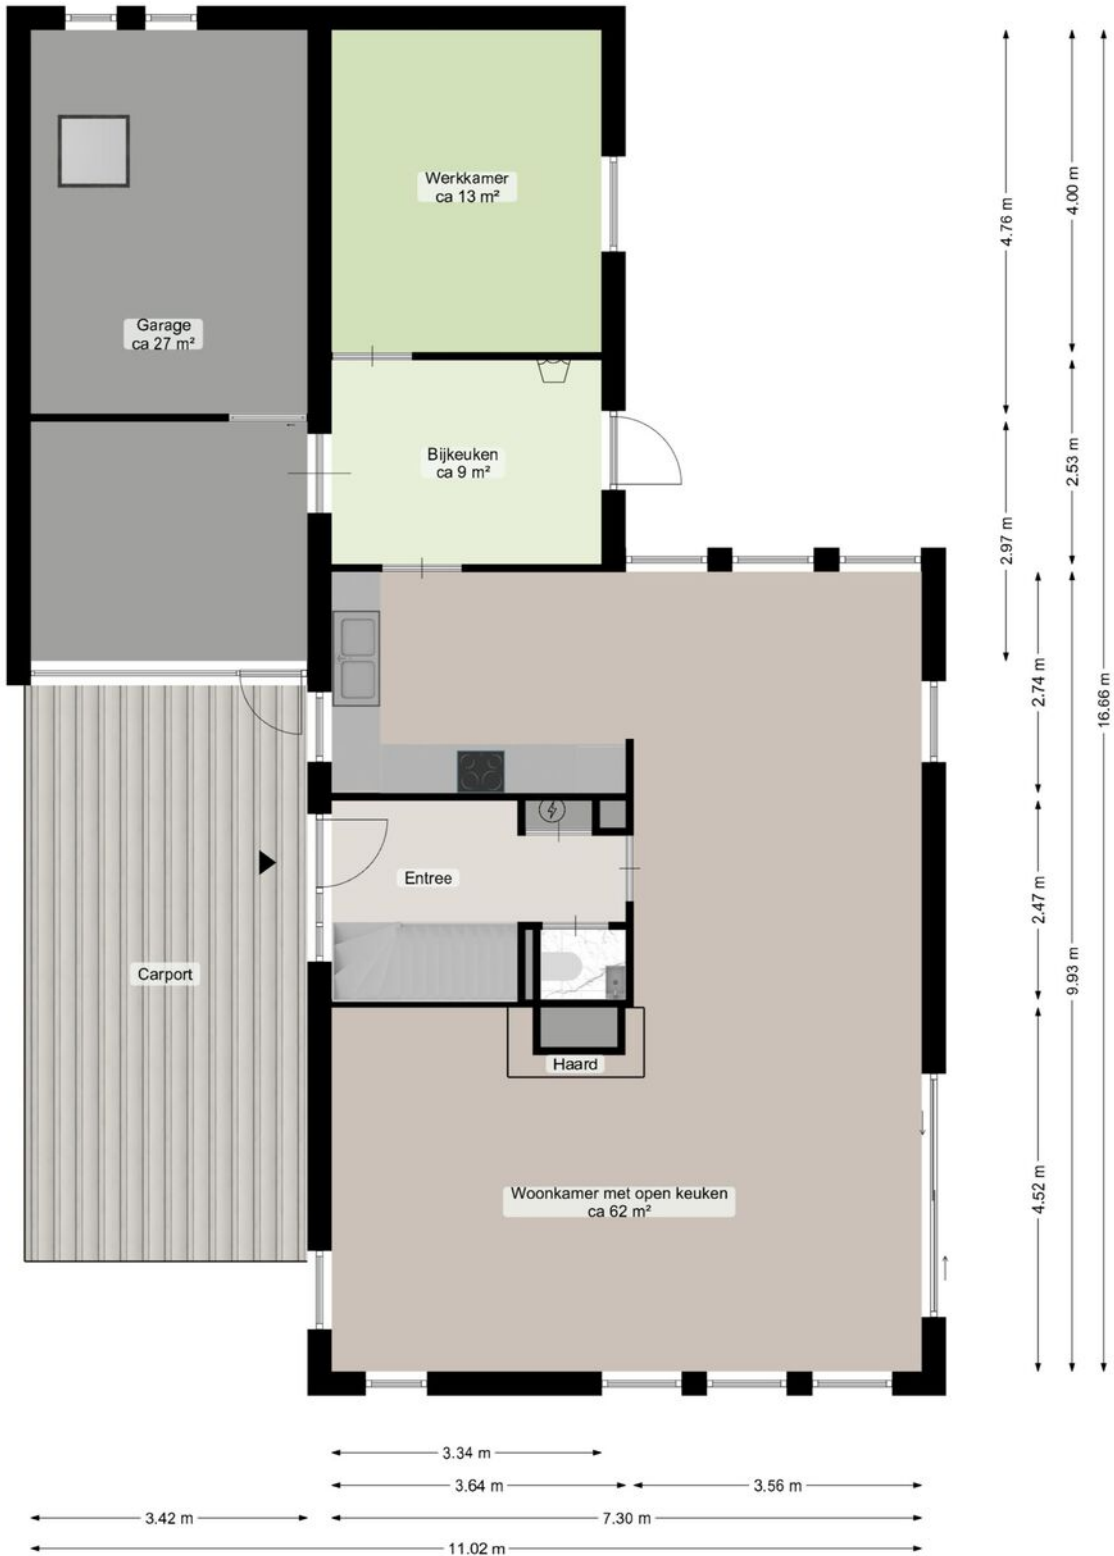 Werkkamer
ca 13 m²
Garage
ca 27 m²
Bijkeuken
ca 9 m²
Entree
Carport
Haard
Woonkamer met open keuken
ca 62 m²
4.76 m
4.00 m
2.53 m
2.97 m
2.74 m
16.66 m
2.47 m
9.93 m
4.52 m
3.34 m
3.64 m
3.56 m
3.42 m
7.30 m
11.02 m